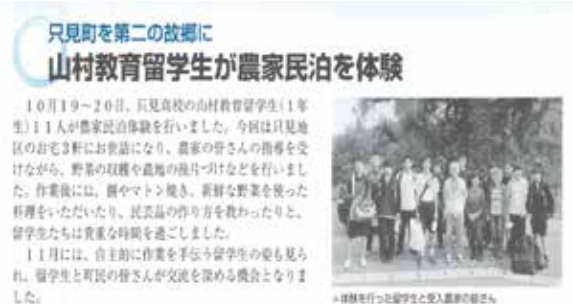 只見町を第二の故郷に
山村教育留学生が農家民泊を体験
10月19～20日、只見高校の山村教育留学生(1年
生)11人が農家民泊体験を行いました。今回は只見地
区のお宅3軒にお世話になり、農家の皆さんの指導を受
けながら、野菜の収穫や農地の後片づけなどを行いまし
た。作業後には、餅やマトン焼き、新鮮な野菜を使った
料理をいただいたり、民芸品の作り方を教わったりと、
留学生たちは貴重な時間を過ごしました。
11月には、自主的に作業を手伝う留学生の姿も見ら
れ、留学生と町民の皆さんが交流を深める機会となりま
した。
▲体験を行った留学生と受入農家の皆さん